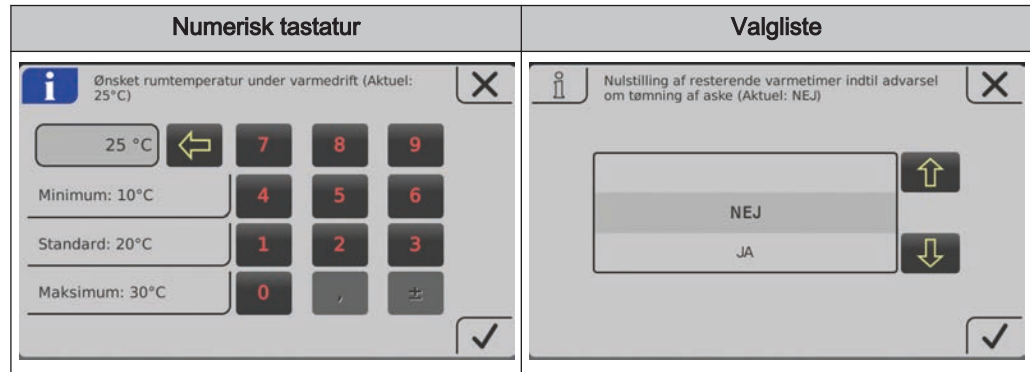 Numerisk tastatur
Valgliste
i
Ønsket rumtemperatur under varmedrift (Aktuel:
25°C)
25 °C
7 8 9
Minimum: 10°C
4 5 6
Standard: 20°C
1 2 3
Maksimum: 30°C
0 , ±
i
Nulstilling af resterende varmetimer indtil advarsel
om tømning af aske (Aktuel: NEJ)
NEJ
JA